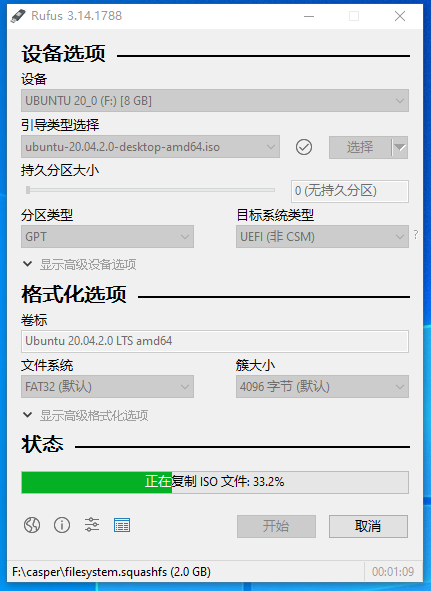 Rufus 3.14.1788
设备选项
设备
UBUNTU 20_0 (F:) [8 GB]
引导类型选择
ubuntu-20.04.2.0-desktop-amd64.iso
选择
持久分区大小
0 (无持久分区)
分区类型
目标系统类型
GPT
UEFI (非 CSM)
?
显示高级设备选项
格式化选项
卷标
Ubuntu 20.04.2.0 LTS amd64
文件系统
簇大小
FAT32 (默认)
4096 字节 (默认)
显示高级格式化选项
状态
正在复制 ISO 文件: 33.2%
开始
取消
F:\casper\filesystem.squashfs (2.0 GB)
00:01:09